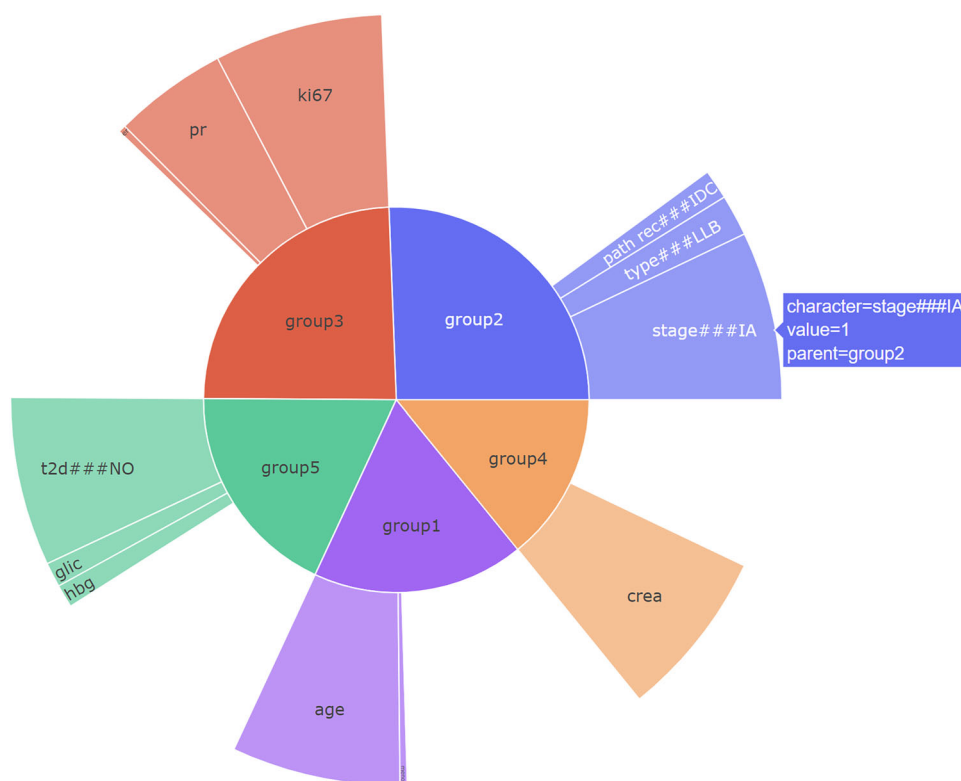 ki67
pr
path rec###IDC
type###LLB
stage###IA
character=stage###IA
value=1
parent=group2
group3
group2
group5
group4
group1
t2d###NO
glic
hbg
crea
age